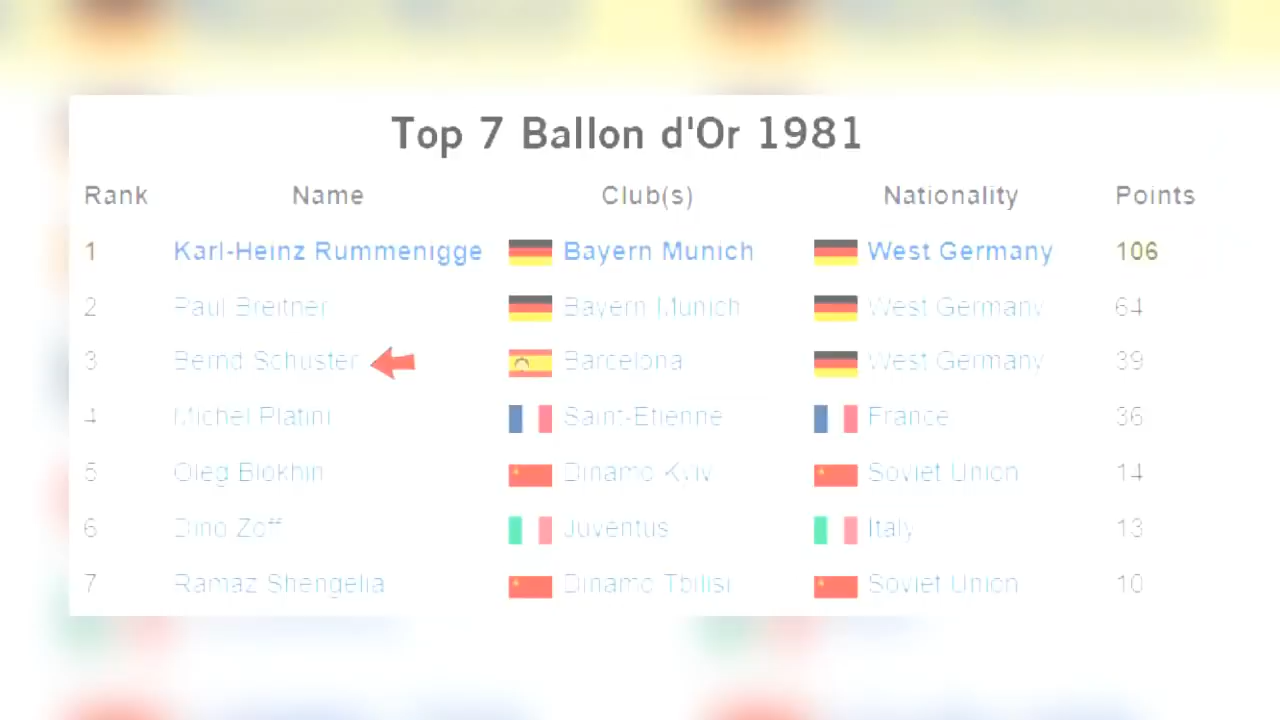 Top 7 Ballon d'Or 1981
Rank Name Club(s) Nationality Points
1 Karl-Heinz Rummenigge Bayern Munich West Germany 106
2 Paul Breitner Bayern Munich West Germany 64
3 Bernd Schuster Barcelona West Germany 39
4 Michel Platini Saint-Etienne France 36
5 Oleg Blokhin Dinamo Kyiv Soviet Union 14
6 Dino Zoff Juventus Italy 13
7 Ramaz Shengelia Dinamo Tbilisi Soviet Union 10